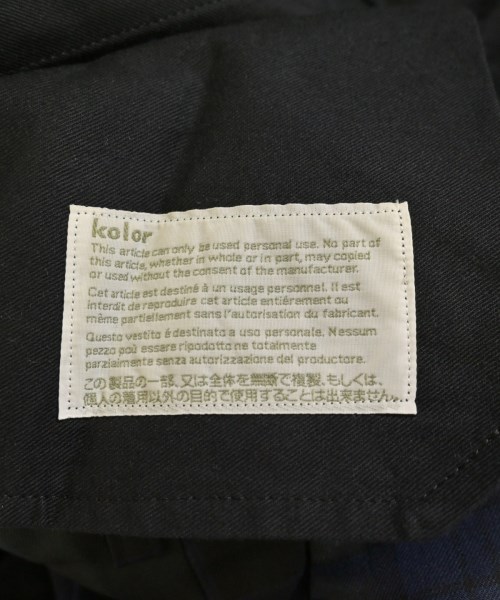 kolor
This article can only be used personal use. No part of
this article, whether in whole or in part, may copied
or used without the consent of the manufacturer.
Cet article est destiné à un usage personnel. Il est
interdit de reproduire cet article entiérement ou
même partiellement sans l'autorisation du fabricant.
Questo vestito é destinato a uso personale. Nessum
pezzo poù essere ripodotto ne totalmente
parziaimente senza autorizzazione del productore.
この製品の一部、又は全体を無断で複製、もしくは、
個人の着用以外の目的で使用することは出来ません。